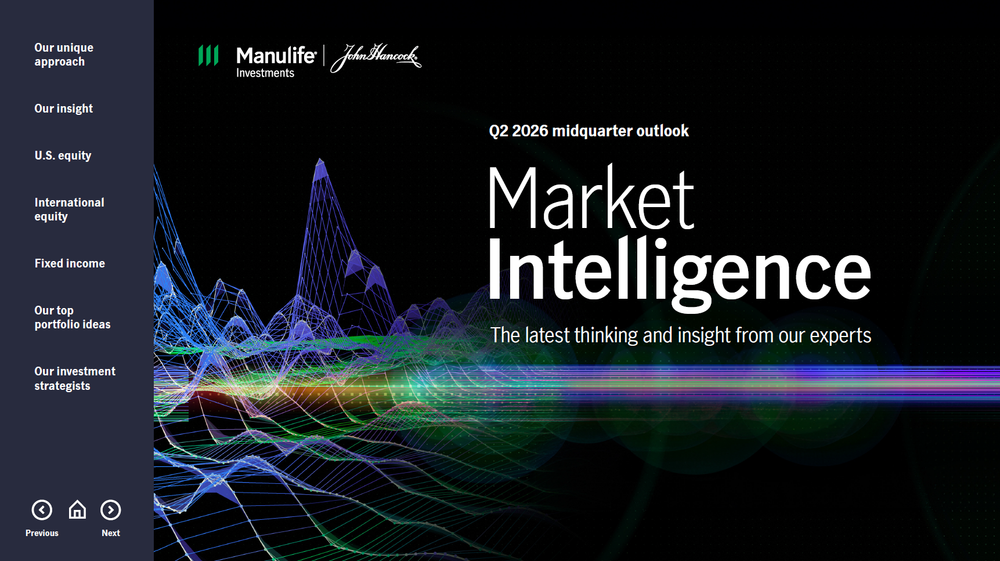 Our unique
approach
Our insight
U.S. equity
International
equity
Fixed income
Our top
portfolio ideas
Our investment
strategists
Previous
Next
Manulife®
Investments
John Hancock®
Q2 2026 midquarter outlook
Market
Intelligence
The latest thinking and insight from our experts